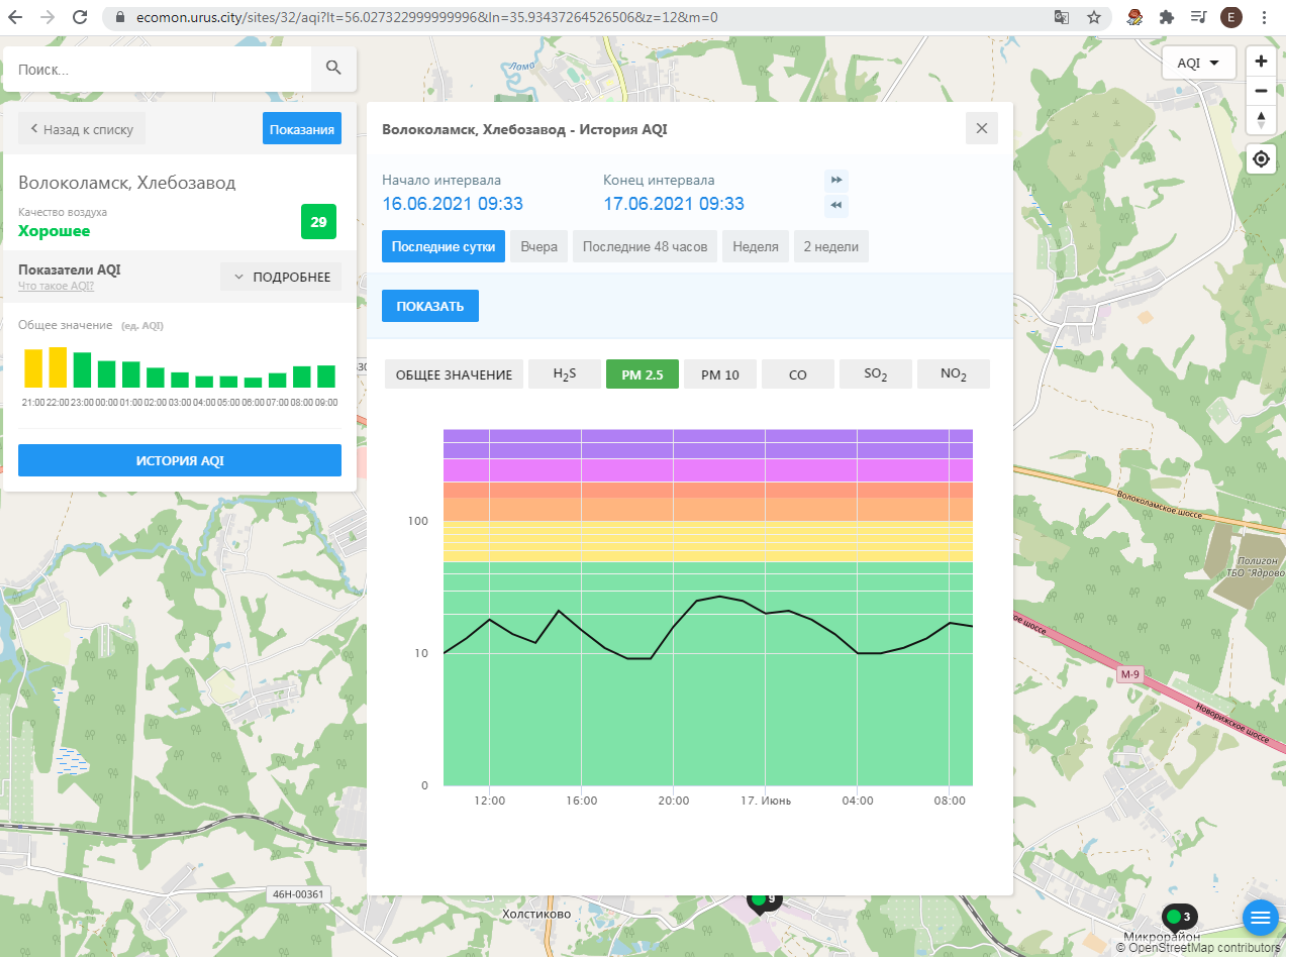 ecomon.urus.city/sites/32/aqi?lt=56.027322999999996&ln=35.93437264526506&z=12&m=0
E
Поиск...
Лама
AQI
Назад к списку
Показания
Волоколамск, Хлебозавод - История AQI
Волоколамск, Хлебозавод
Качество воздуха
Хорошее
29
Начало интервала
Конец интервала
16.06.2021 09:33
17.06.2021 09:33
Последние сутки
Вчера
Последние 48 часов
Неделя
2 недели
Показатели AQI
Что такое AQI?
ПОДРОБНЕЕ
ПОКАЗАТЬ
Общее значение (ед. AQI)
21:00 22:00 23:00 00:00 01:00 02:00 03:00 04:00 05:00 06:00 07:00 08:00 09:00
ИСТОРИЯ AQI
ОБЩЕЕ ЗНАЧЕНИЕ
H₂S
PM 2.5
PM 10
CO
SO₂
NO₂
100
10
0
12:00
16:00
20:00
17. Июнь
04:00
08:00
Волоколамское шоссе
Полигон
ТБО "Ядрово
ое шоссе
М-9
Новорижское шоссе
46Н-00361
Холстиково
9
3
Микрорайон
© OpenStreetMap contributors